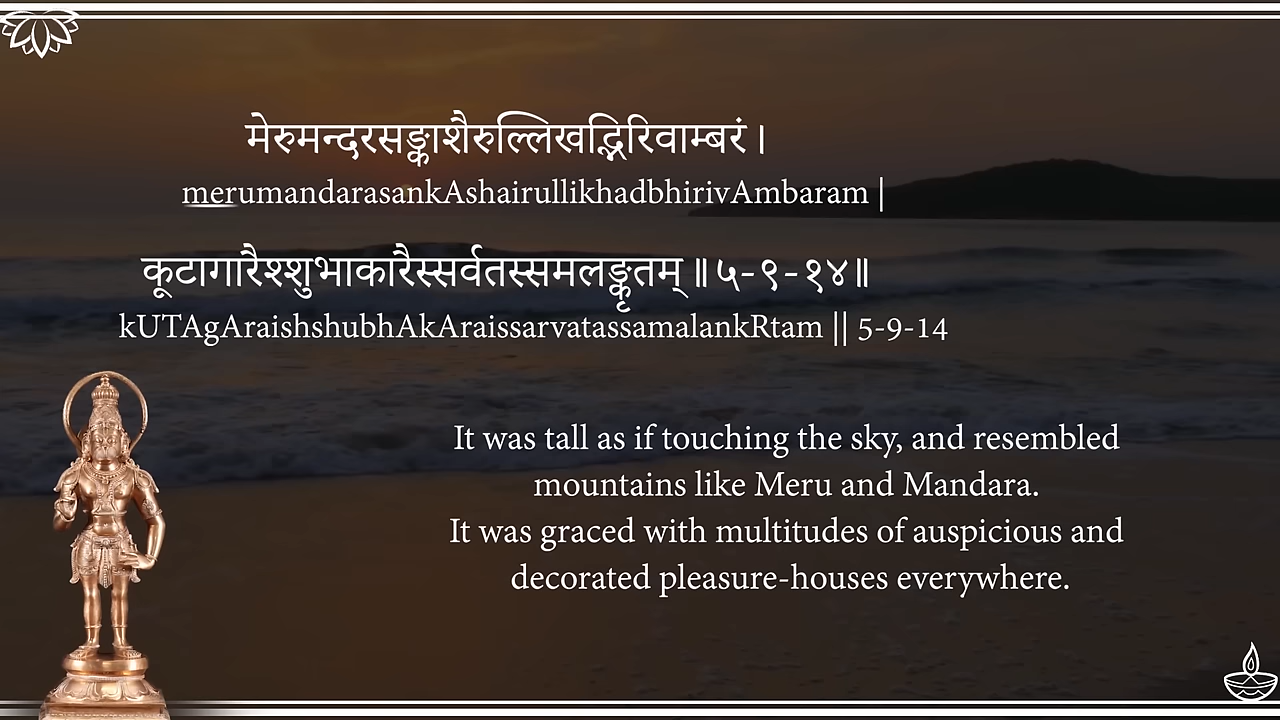 मेरुमन्दरसङ्काशैरुल्लिखद्भिरिवाम्बरं ।
merumandarasankAshairullikhadbhirivAmbaram |
कूटागारैश्शुभाकारैस्सर्वतस्समलङ्कृतम् ॥५-९-१४॥
kUTAgAraishshubhAkAraissarvatassamalankRtam || 5-9-14
It was tall as if touching the sky, and resembled
mountains like Meru and Mandara.
It was graced with multitudes of auspicious and
decorated pleasure-houses everywhere.